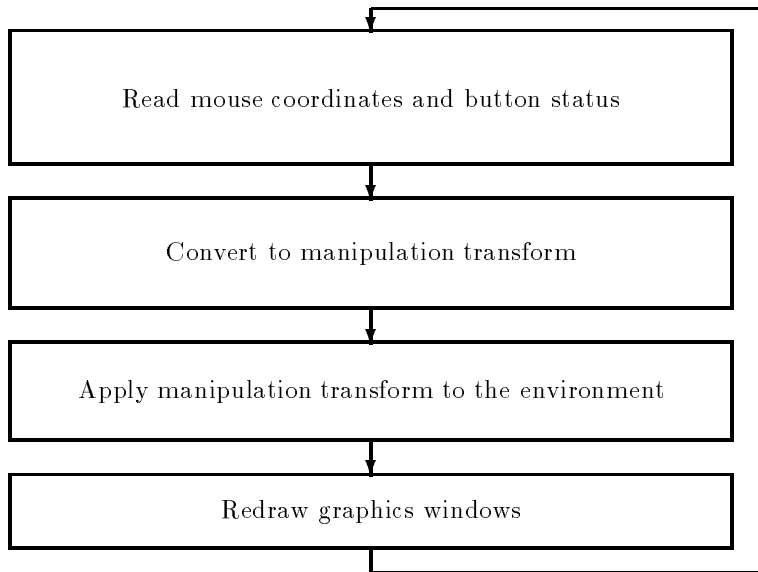 Read mouse coordinates and button status
Convert to manipulation transform
Apply manipulation transform to the environment
Redraw graphics windows